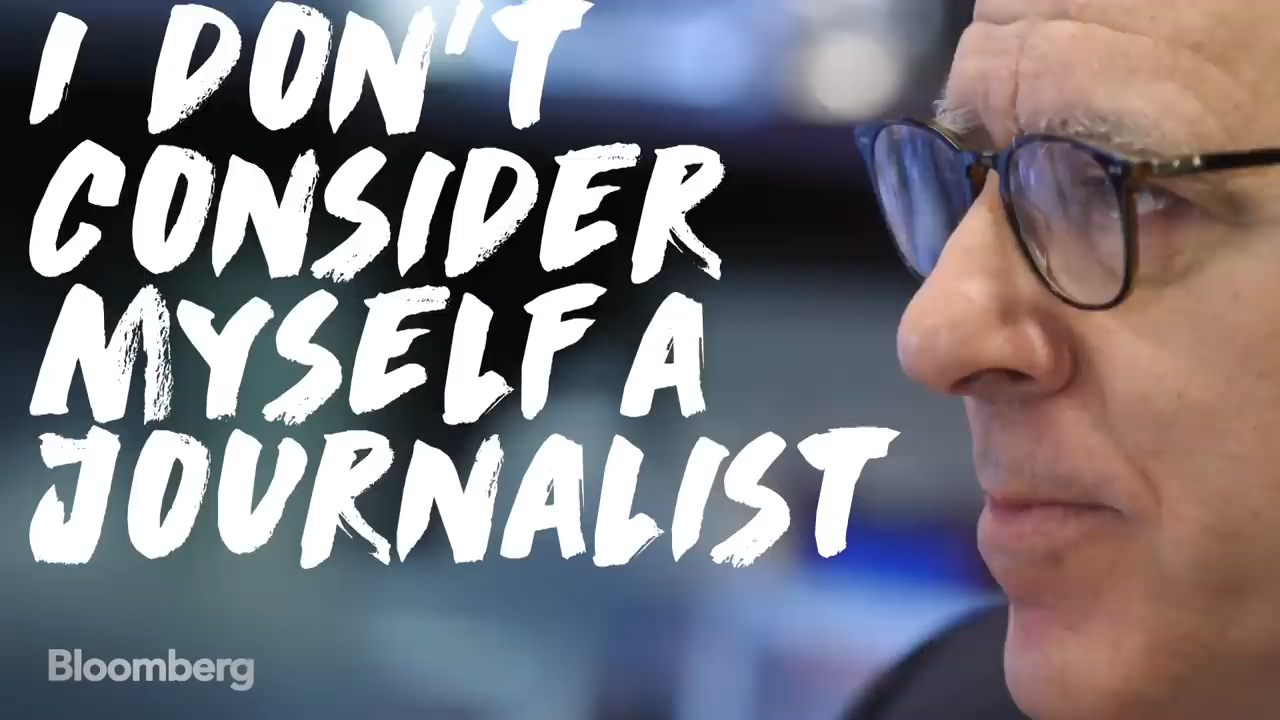 I DON'T
CONSIDER
MYSELF A
JOURNALIST
Bloomberg